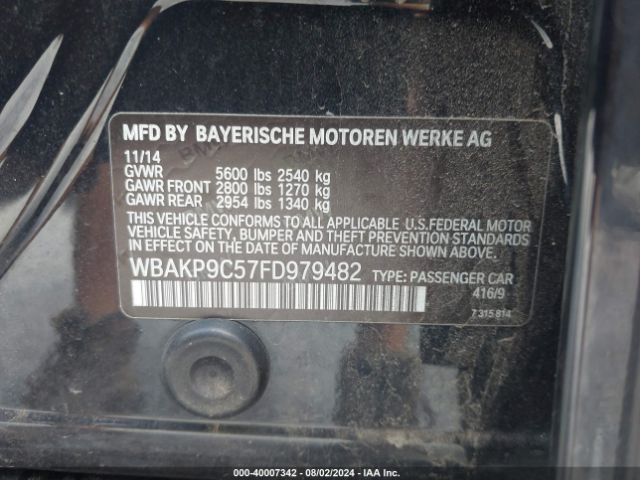 MFD BY BAYERISCHE MOTOREN WERKE AG
11/14
GVWR 5600 lbs 2540 kg
GAWR FRONT 2800 lbs 1270 kg
GAWR REAR 2954 lbs 1340 kg
THIS VEHICLE CONFORMS TO ALL APPLICABLE U.S.FEDERAL MOTOR
VEHICLE SAFETY, BUMPER AND THEFT PREVENTION STANDARDS
IN EFFECT ON THE DATE OF MANUFACTURE SHOWN ABOVE.
WBAKP9C57FD979482 TYPE: PASSENGER CAR
416/9
7 315 814
000-40007342 - 08/02/2024 - IAA Inc.